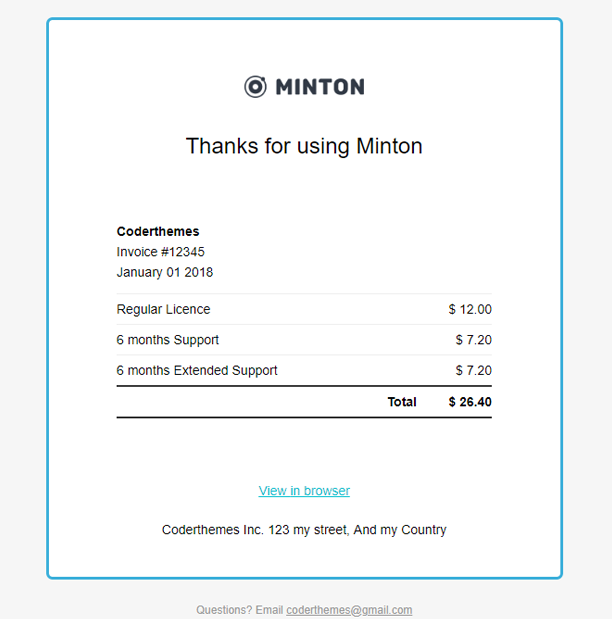 MINTON
Thanks for using Minton
Coderthemes
Invoice #12345
January 01 2018
Regular Licence $ 12.00
6 months Support $ 7.20
6 months Extended Support $ 7.20
Total $ 26.40
View in browser
Coderthemes Inc. 123 my street, And my Country
Questions? Email coderthemes@gmail.com